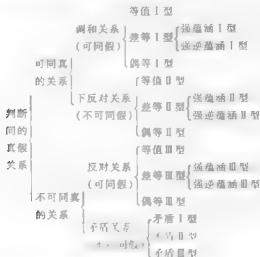 等值Ⅰ型
调和关系
(可同假)
差等Ⅰ型
强蕴涵Ⅰ型
强逆蕴涵Ⅰ型
偶等Ⅰ型
可同真
的关系
等值Ⅱ型
下反对关系
(不可同假)
差等Ⅱ型
强蕴涵Ⅱ型
强逆蕴涵Ⅱ型
偶等Ⅱ型
判断
间的
真假
关系
等值Ⅲ型
反对关系
(可同假)
差等Ⅲ型
强蕴涵Ⅲ型
强逆蕴涵Ⅲ型
偶等Ⅲ型
不可同真
的关系
矛盾关系
矛盾Ⅰ型
矛盾Ⅱ型
矛盾Ⅲ型